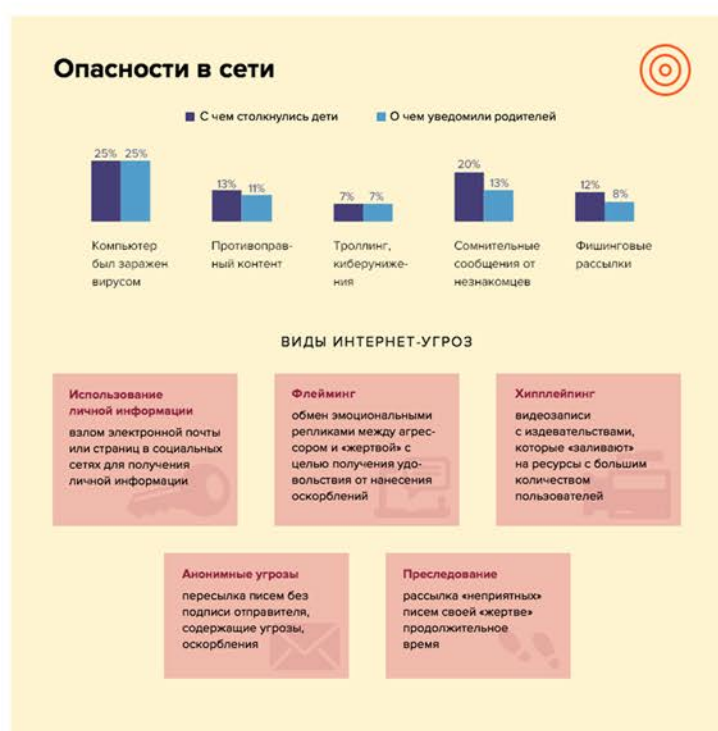 Опасности в сети
С чем столкнулись дети
О чем уведомили родителей
25% 25%
13% 11%
7% 7%
20% 13%
12% 8%
Компьютер
был заражен
вирусом
Противоправ-
ный контент
Троллинг,
киберуниже-
ния
Сомнительные
сообщения от
незнакомцев
Фишинговые
рассылки
ВИДЫ ИНТЕРНЕТ-УГРОЗ
Использование
личной информации
взлом электронной почты
или страниц в социальных
сетях для получения
личной информации
Флейминг
обмен эмоциональными
репликами между агрес-
сором и «жертвой» с
целью получения удо-
вольствия от нанесения
оскорблений
Хипплейпинг
видеозаписи
с издевательствами,
которые «заливают»
на ресурсы с большим
количеством
пользователей
Анонимные угрозы
пересылка писем без
подписи отправителя,
содержащие угрозы,
оскорбления
Преследование
рассылка «неприятных»
писем своей «жертве»
продолжительное
время